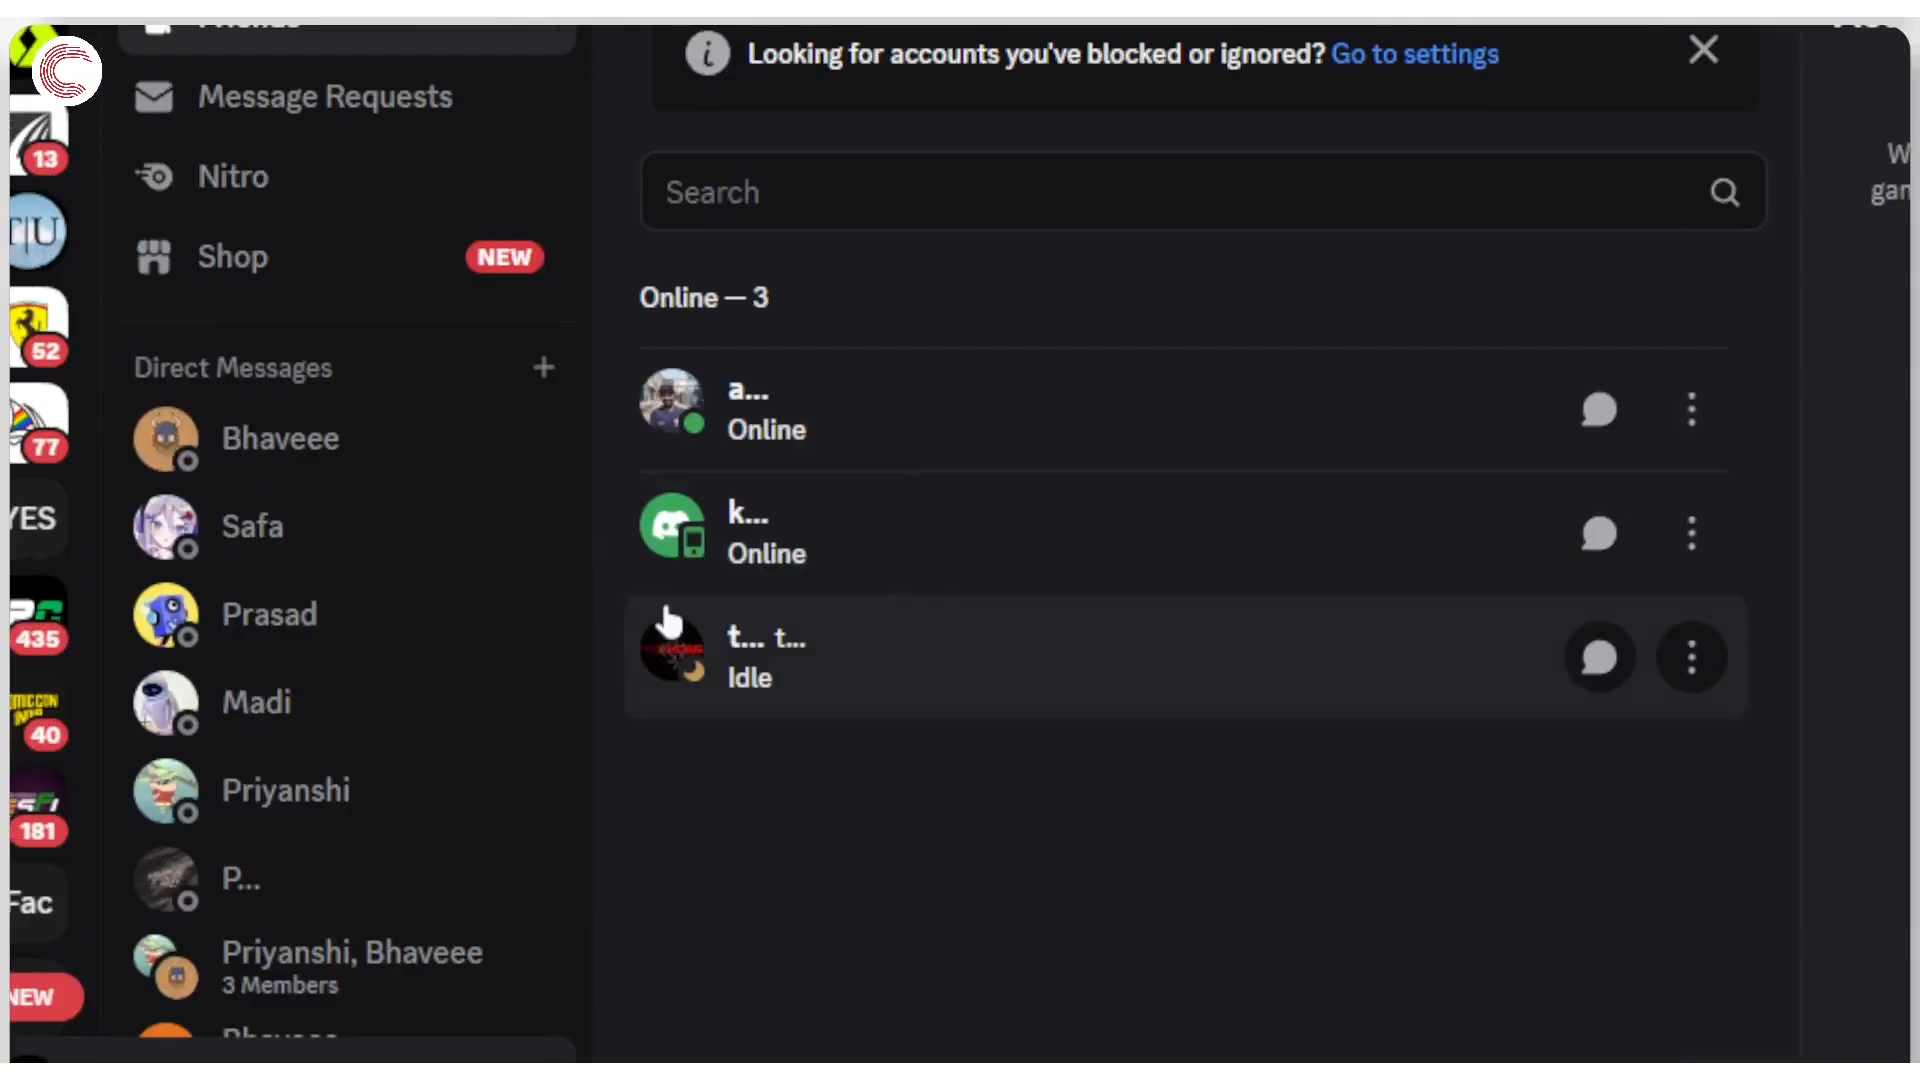 Message Requests
Nitro
Shop
NEW
Direct Messages
Bhaveee
Safa
Prasad
Madi
Priyanshi
P...
Priyanshi, Bhaveee
3 Members
13
T|U
52
77
YES
435
40
181
Fac
NEW
Looking for accounts you've blocked or ignored? Go to settings
Search
Online — 3
a...
Online
k...
Online
t... t...
Idle
W
gan